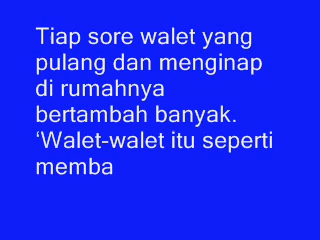 Tiap sore walet yang
pulang dan menginap
di rumahnya
bertambah banyak.
‘Walet-walet itu seperti
memba